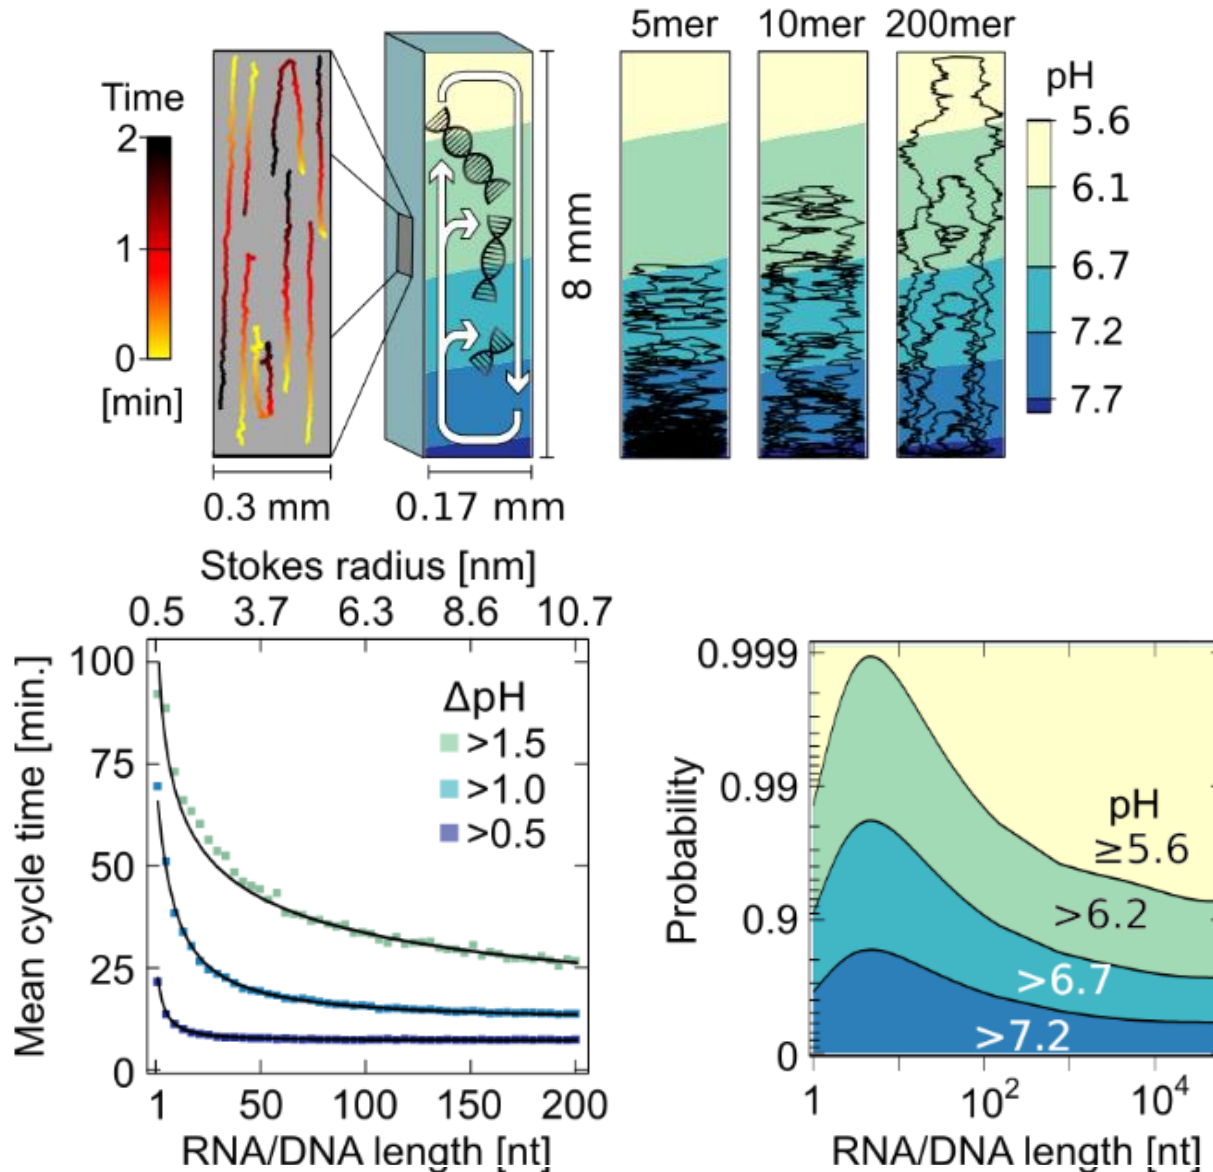 5mer 10mer 200mer
Time
2
1
0
[min]
0.3 mm
0.17 mm
8 mm
pH
5.6
6.1
6.7
7.2
7.7
Stokes radius [nm]
0.5 3.7 6.3 8.6 10.7
Mean cycle time [min.]
100
75
50
25
0
ΔpH
>1.5
>1.0
>0.5
1 50 100 150 200
RNA/DNA length [nt]
Probability
0.999
0.99
0.9
0
pH
≥5.6
>6.2
>6.7
>7.2
1 10² 10⁴
RNA/DNA length [nt]